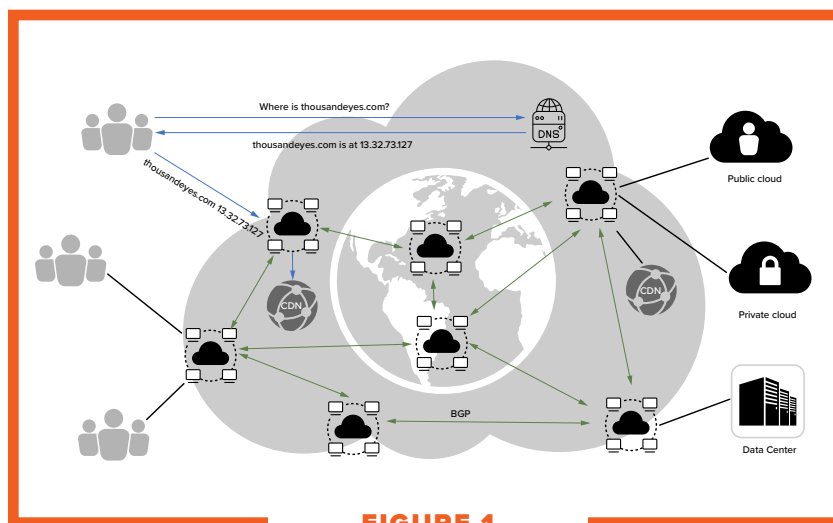 Where is thousandeyes.com?
DNS
thousandeyes.com is at 13.32.73.127
thousandeyes.com 13.32.73.127
Public cloud
CDN
CDN
Private cloud
BGP
Data Center
FIGURE 1